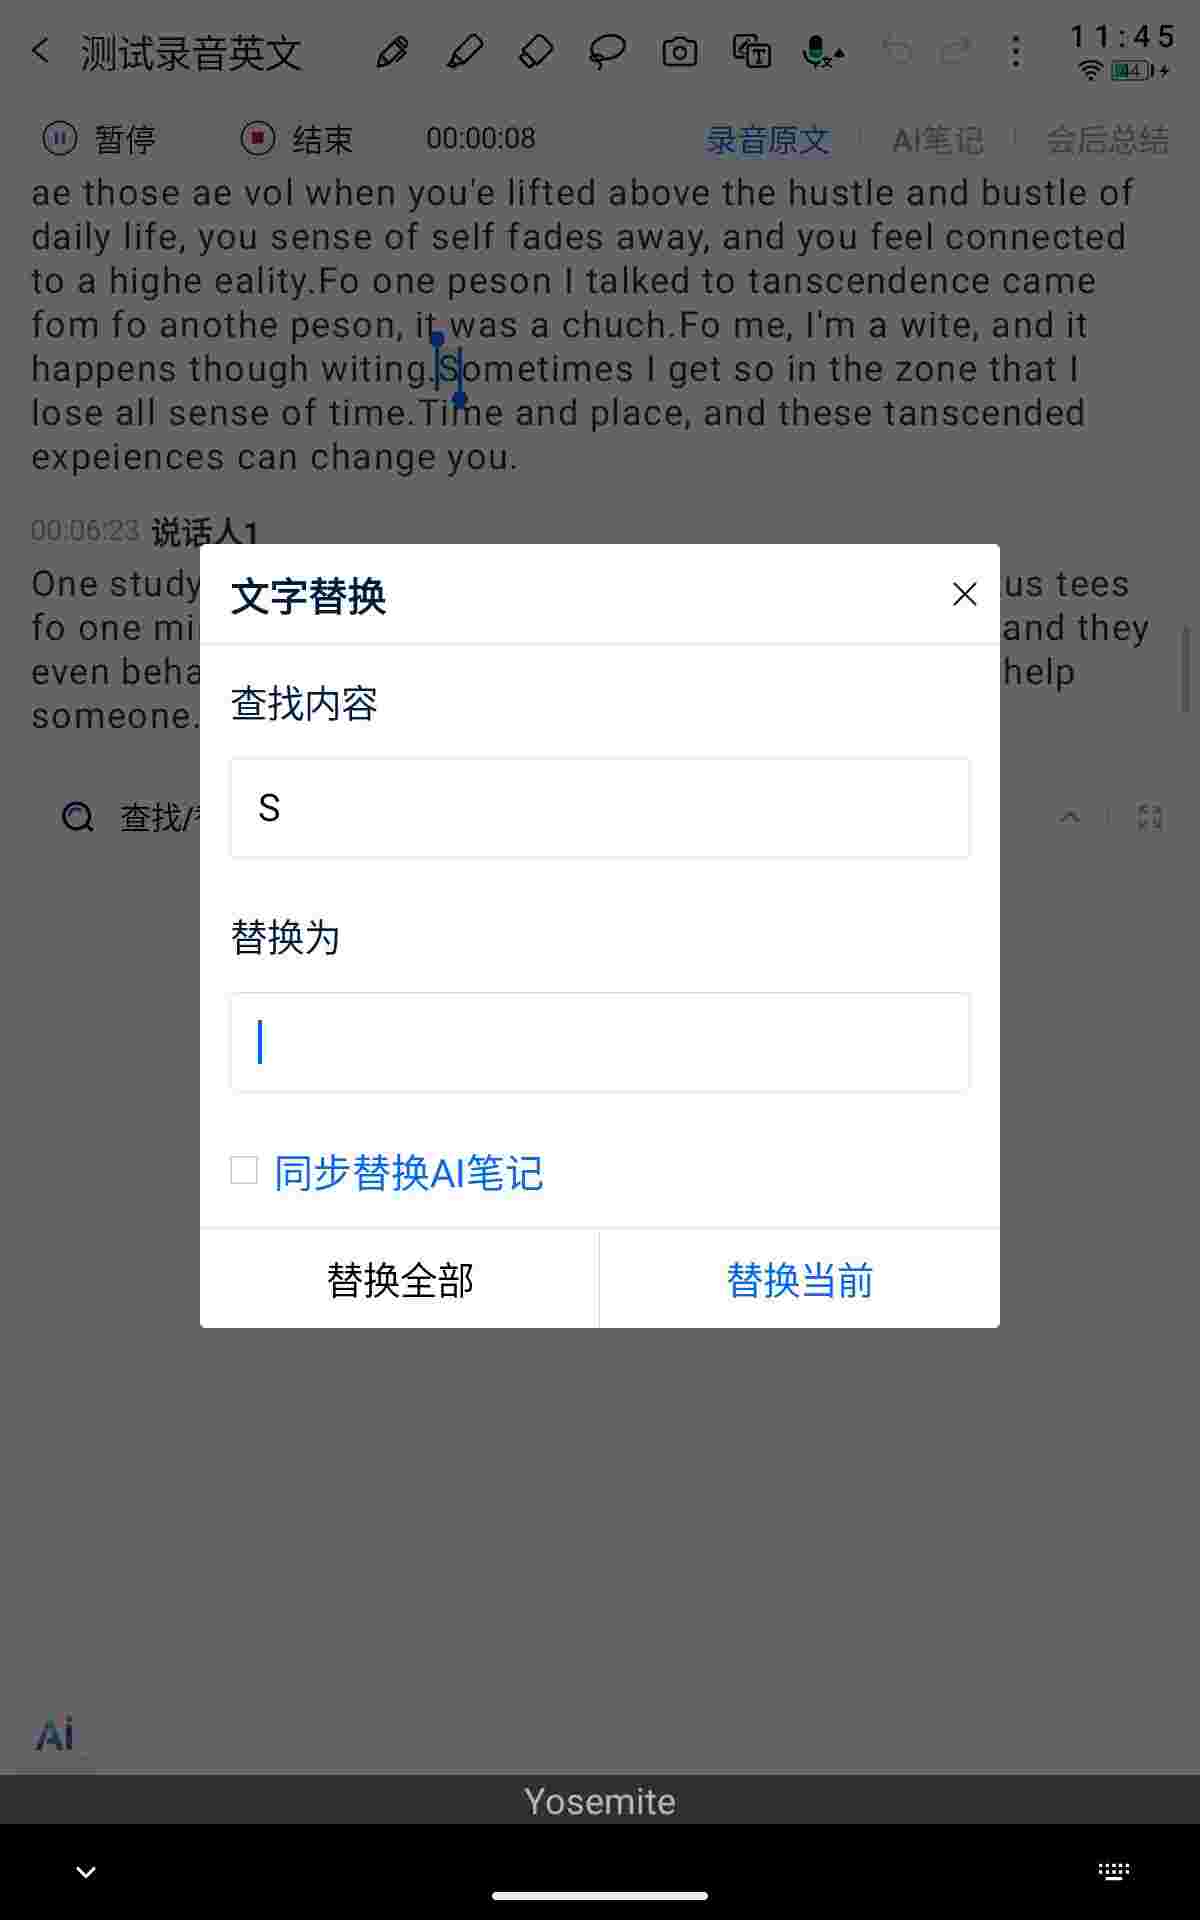 测试录音英文
11:45
44
暂停
结束
00:00:08
录音原文
AI笔记
会后总结
ae those ae vol when you'e lifted above the hustle and bustle of
daily life, you sense of self fades away, and you feel connected
to a highe eality.Fo one peson I talked to tanscendence came
fom fo anothe peson, it was a chuch.Fo me, I'm a wite, and it
happens though witing.Sometimes I get so in the zone that I
lose all sense of time.Time and place, and these tanscended
expeiences can change you.
00:06:23 说话人1
One study
us tees
fo one mi
and they
even beha
help
someone.
查找/
文字替换
查找内容
S
替换为
同步替换AI笔记
替换全部
替换当前
Ai
Yosemite